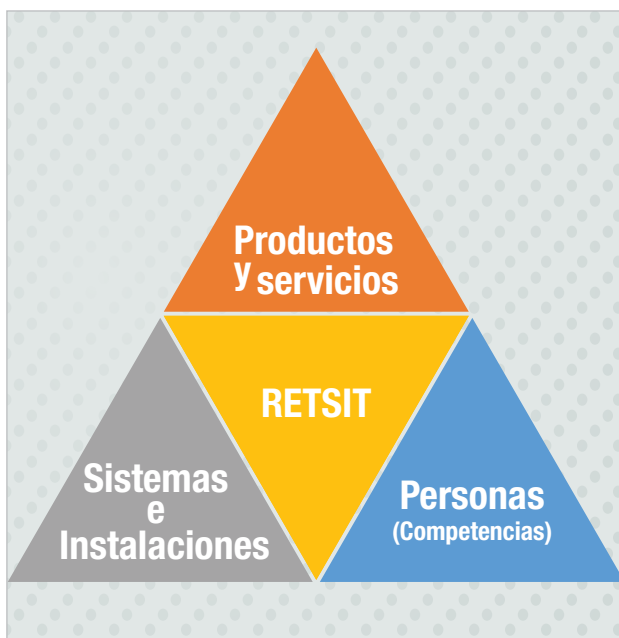 Productos
y servicios
RETSIT
Sistemas
e
Instalaciones
Personas
(Competencias)